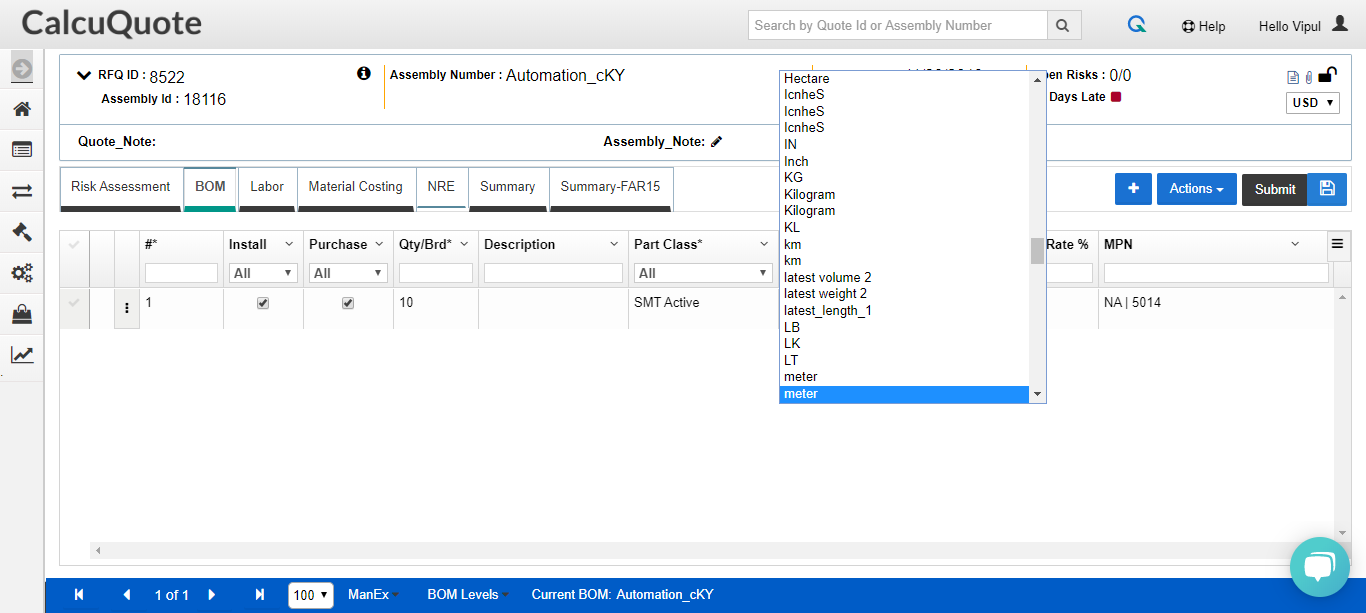 CalcuQuote
Search by Quote Id or Assembly Number
Help
Hello Vipul
RFQ ID : 8522
Assembly Id : 18116
Assembly Number : Automation_cKY
Risks : 0/0
Days Late
USD
Quote_Note:
Assembly_Note:
Risk Assessment
BOM
Labor
Material Costing
NRE
Summary
Summary-FAR15
Actions
Submit
#*
Install
Purchase
Qty/Brd*
Description
Part Class*
Rate %
MPN
All
All
All
1
10
SMT Active
NA | 5014
Hectare
IcnheS
IcnheS
IcnheS
IN
Inch
KG
Kilogram
Kilogram
KL
km
km
latest volume 2
latest weight 2
latest_length_1
LB
LK
LT
meter
meter
1 of 1
100
ManEx
BOM Levels
Current BOM: Automation_cKY